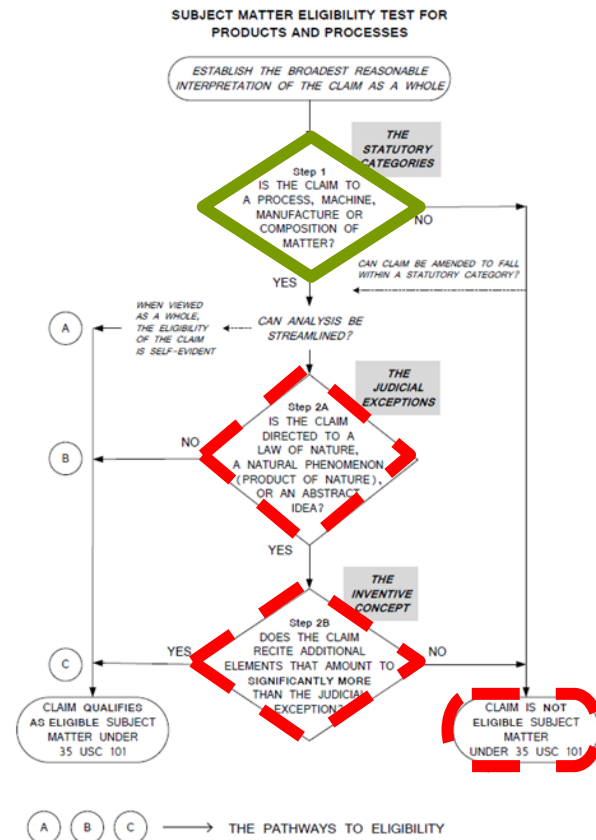 SUBJECT MATTER ELIGIBILITY TEST FOR
PRODUCTS AND PROCESSES
ESTABLISH THE BROADEST REASONABLE
INTERPRETATION OF THE CLAIM AS A WHOLE
THE
STATUTORY
CATEGORIES
Step 1
IS THE CLAIM TO
A PROCESS, MACHINE,
MANUFACTURE OR
COMPOSITION OF
MATTER?
NO
YES
CAN CLAIM BE AMENDED TO FALL
WITHIN A STATUTORY CATEGORY?
A
WHEN VIEWED
AS A WHOLE,
THE ELIGIBILITY
OF THE CLAIM
IS SELF-EVIDENT
CAN ANALYSIS BE
STREAMLINED?
THE
JUDICIAL
EXCEPTIONS
Step 2A
IS THE CLAIM
DIRECTED TO A
LAW OF NATURE,
A NATURAL PHENOMENON
(PRODUCT OF NATURE),
OR AN ABSTRACT
IDEA?
NO
B
YES
THE
INVENTIVE
CONCEPT
Step 2B
DOES THE CLAIM
RECITE ADDITIONAL
ELEMENTS THAT AMOUNT TO
SIGNIFICANTLY MORE
THAN THE JUDICIAL
EXCEPTION?
YES
NO
C
CLAIM QUALIFIES
AS ELIGIBLE SUBJECT
MATTER UNDER
35 USC 101
CLAIM IS NOT
ELIGIBLE SUBJECT
MATTER
UNDER 35 USC 101
A B C THE PATHWAYS TO ELIGIBILITY